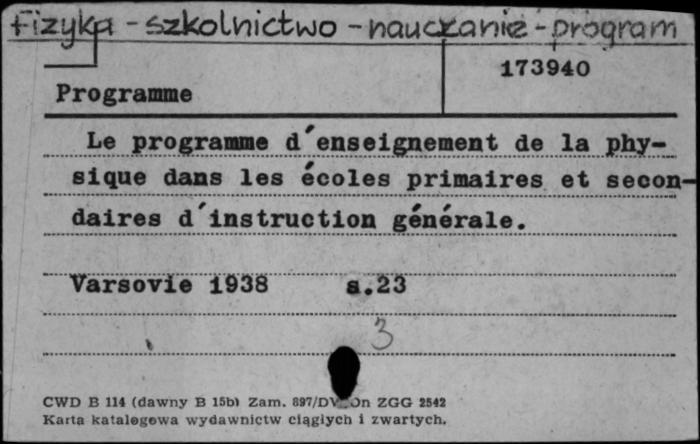 fizyka - szkolnictwo - nauczanie - program
173940
Programme
Le programme d'enseignement de la phy-
sique dans les écoles primaires et secon-
daires d'instruction générale.
Varsovie 1938 s.23
3
CWD B 114 (dawny B 15b) Zam. 897/DV On ZGG 2542
Karta katalogowa wydawnictw ciągłych i zwartych.